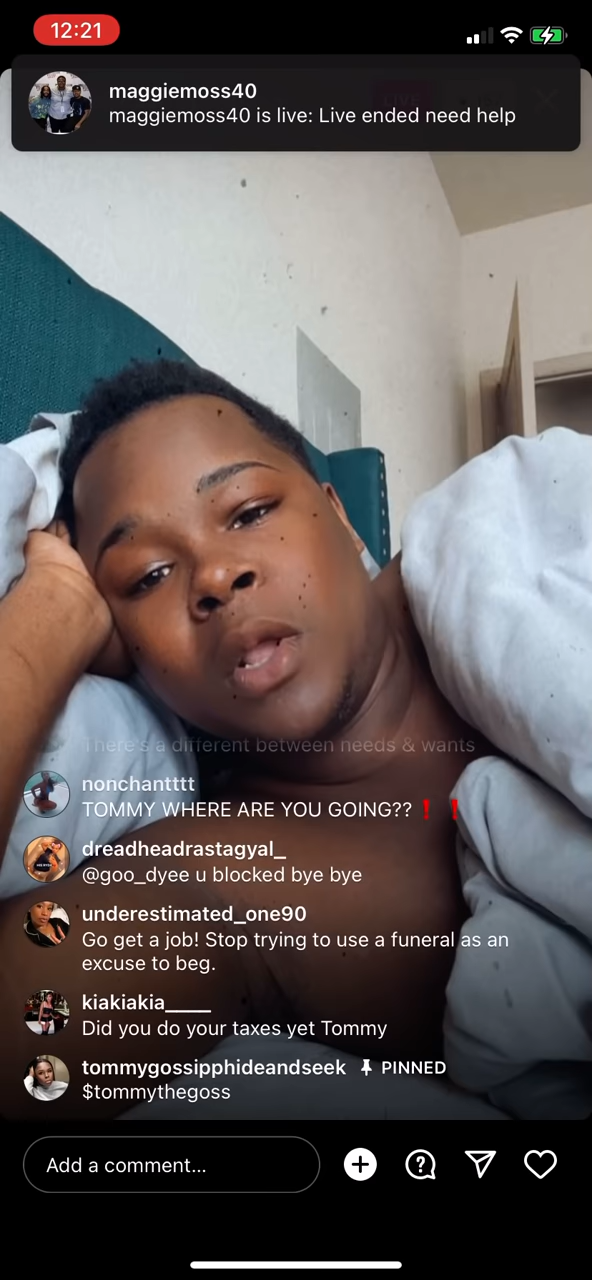 12:21
maggiemoss40
maggiemoss40 is live: Live ended need help
LIVE
There's a different between needs & wants
nonchantttt
TOMMY WHERE ARE YOU GOING??❗❗
dreadheadrastagyal_
@goo_dyee u blocked bye bye
underestimated_one90
Go get a job! Stop trying to use a funeral as an
excuse to beg.
kiakiakia____
Did you do your taxes yet Tommy
tommygossipphideandseek 📌 PINNED
$tommythegoss
Add a comment...